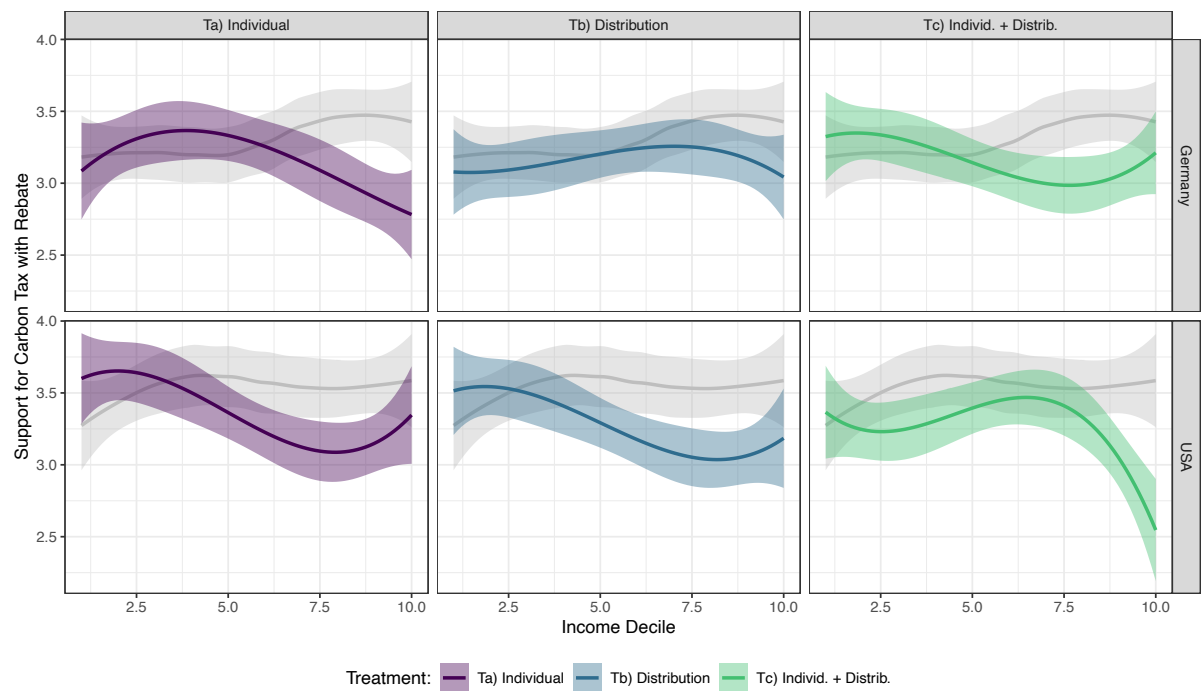 Ta) Individual
Tb) Distribution
Tc) Individ. + Distrib.
Support for Carbon Tax with Rebate
4.0
3.5
3.0
2.5
Germany
4.0
3.5
3.0
2.5
USA
2.5 5.0 7.5 10.0
2.5 5.0 7.5 10.0
2.5 5.0 7.5 10.0
Income Decile
Treatment: Ta) Individual Tb) Distribution Tc) Individ. + Distrib.